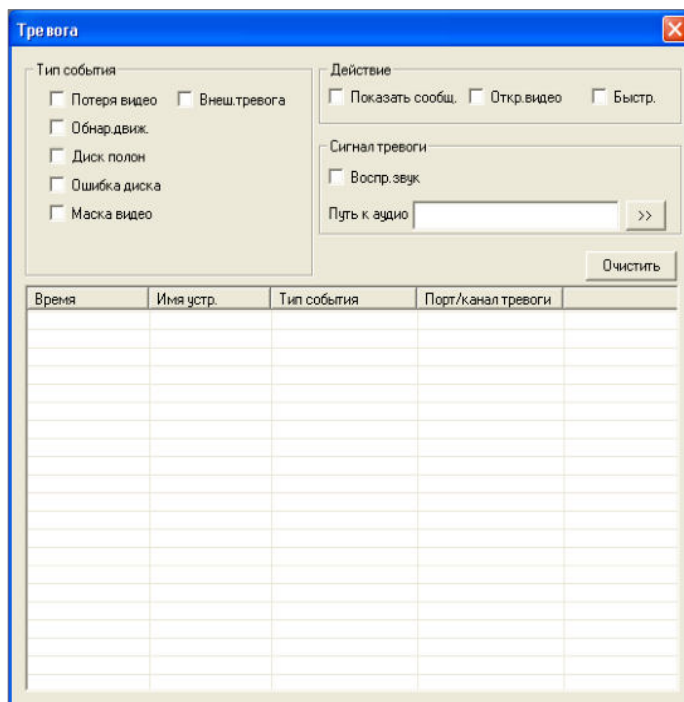 Тревога
Тип события
Потеря видео Внеш.тревога
Обнар.движ.
Диск полон
Ошибка диска
Маска видео
Действие
Показать сообщ. Откр.видео Быстр.
Сигнал тревоги
Воспр.звук
Путь к аудио >>
Очистить
Время Имя устр. Тип события Порт/канал тревоги